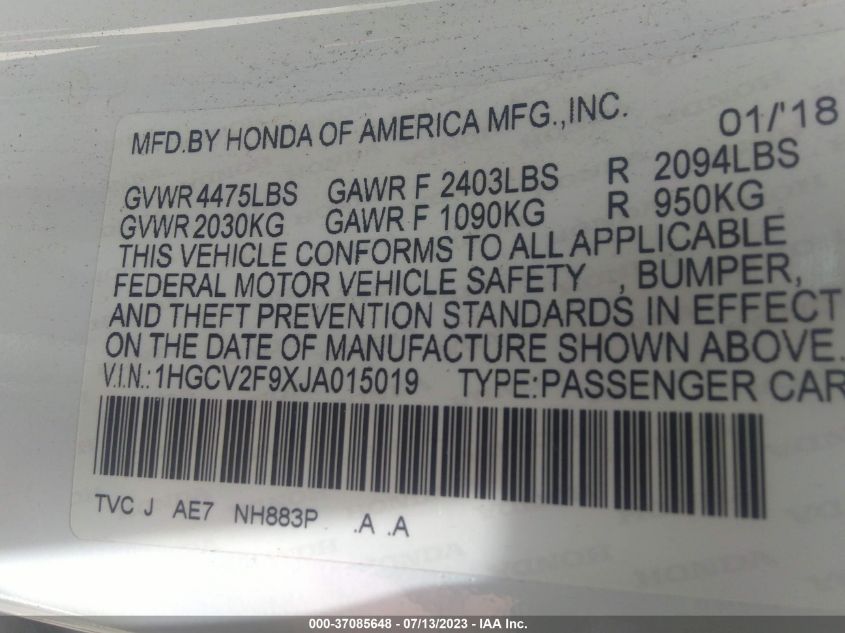 MFD.BY HONDA OF AMERICA MFG.,INC. 01/'18
GVWR 4475LBS GAWR F 2403LBS R 2094LBS
GVWR 2030KG GAWR F 1090KG R 950KG
THIS VEHICLE CONFORMS TO ALL APPLICABLE
FEDERAL MOTOR VEHICLE SAFETY , BUMPER,
AND THEFT PREVENTION STANDARDS IN EFFECT
ON THE DATE OF MANUFACTURE SHOWN ABOVE.
V.I.N.: 1HGCV2F9XJA015019 TYPE:PASSENGER CAR
TVC J AE7 NH883P .A .A
000-37085648 - 07/13/2023 - IAA Inc.